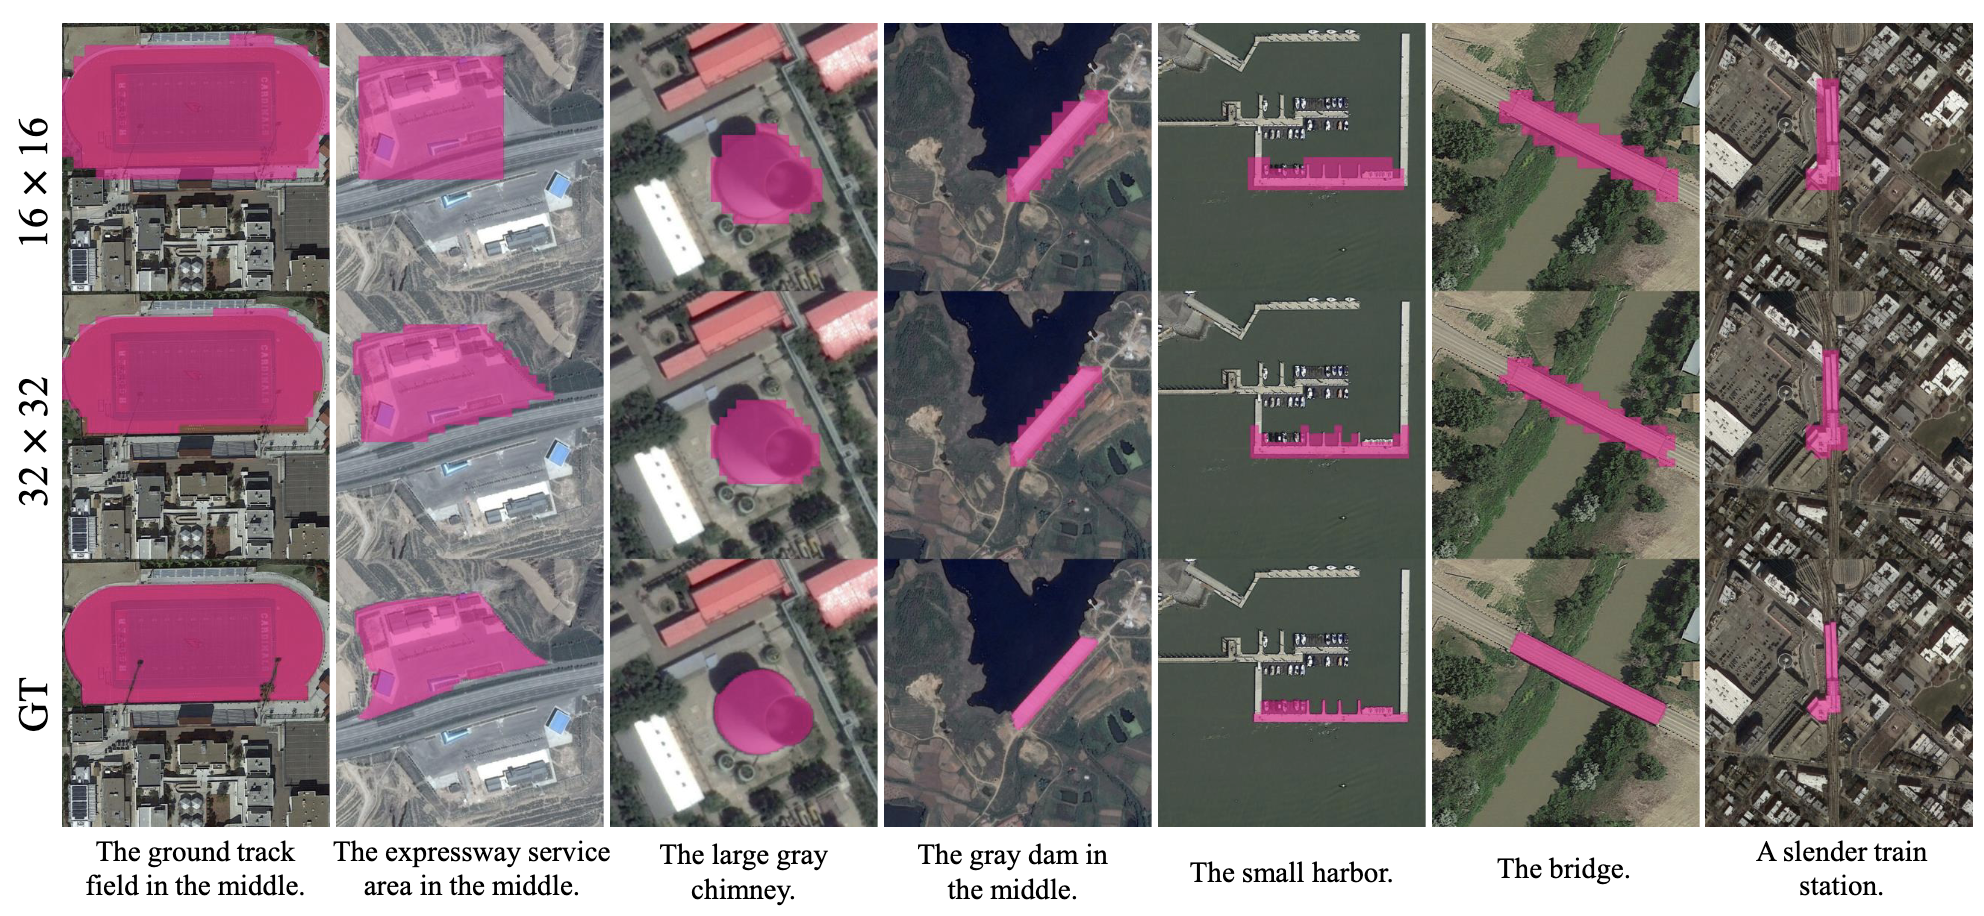 16 × 16
32 × 32
GT
The ground track
field in the middle.
The expressway service
area in the middle.
The large gray
chimney.
The gray dam in
the middle.
The small harbor.
The bridge.
A slender train
station.